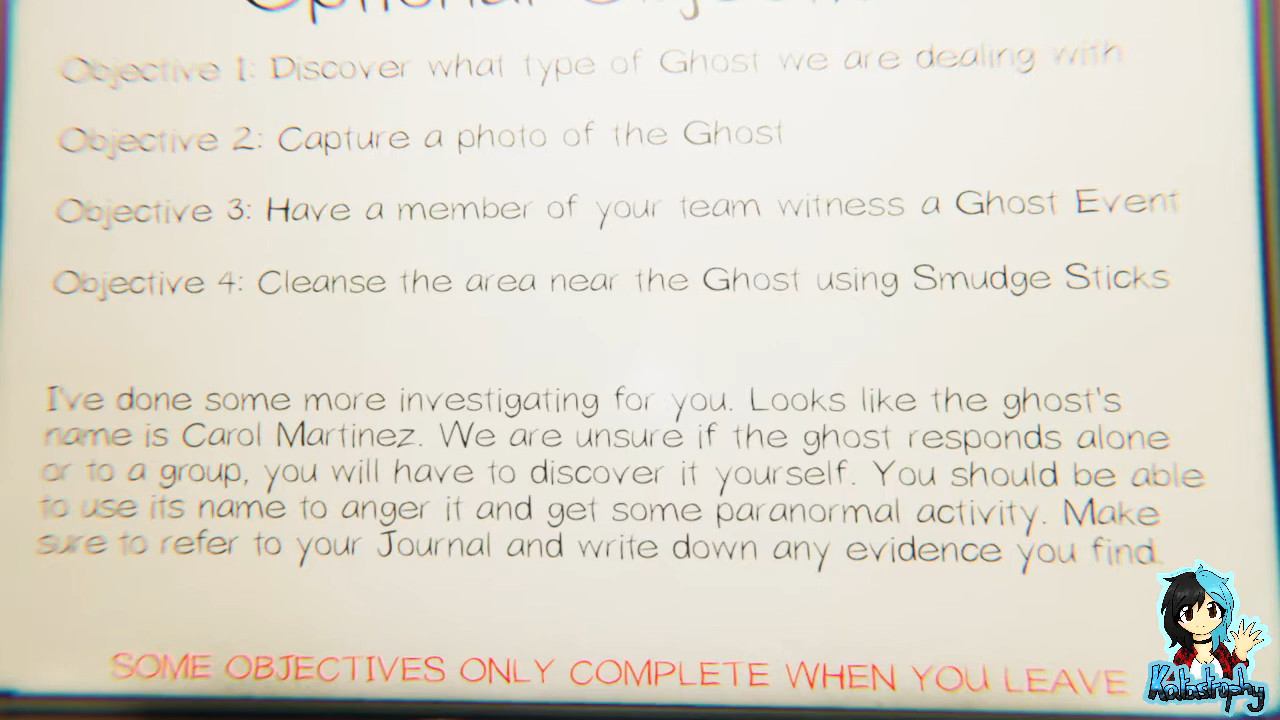 Optional Objectives
Objective 1: Discover what type of Ghost we are dealing with
Objective 2: Capture a photo of the Ghost
Objective 3: Have a member of your team witness a Ghost Event
Objective 4: Cleanse the area near the Ghost using Smudge Sticks
I've done some more investigating for you. Looks like the ghost's
name is Carol Martinez. We are unsure if the ghost responds alone
or to a group, you will have to discover it yourself. You should be able
to use its name to anger it and get some paranormal activity. Make
sure to refer to your Journal and write down any evidence you find.
SOME OBJECTIVES ONLY COMPLETE WHEN YOU LEAVE
Kolastrophy